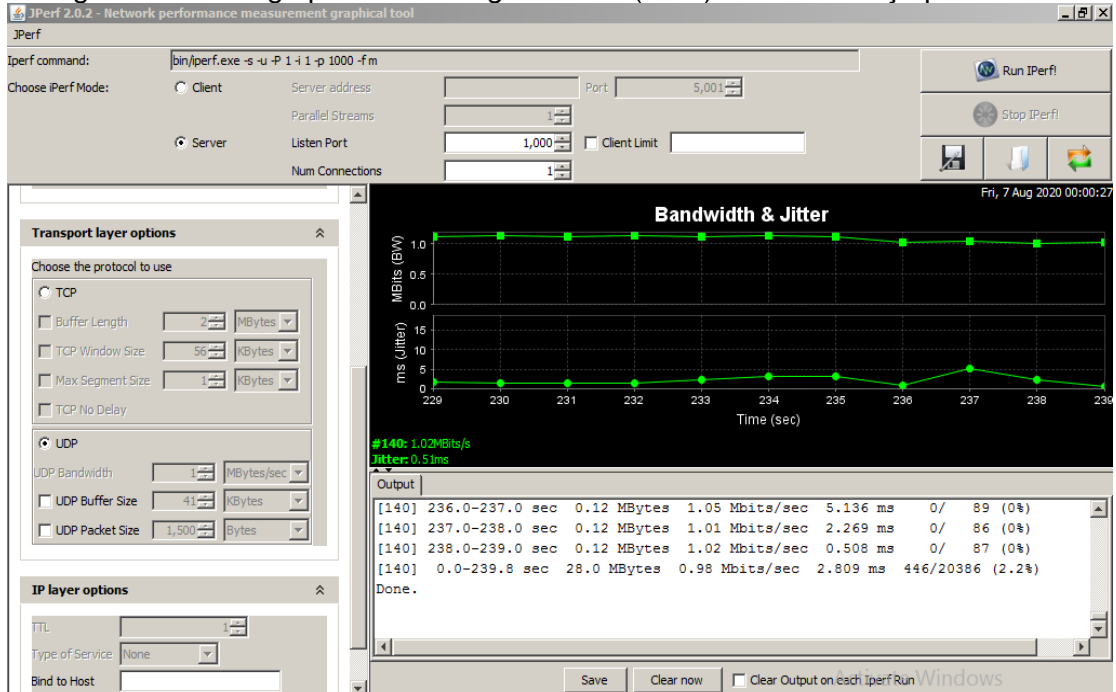 JPerf 2.0.2 - Network performance measurement graphical tool
JPerf
Iperf command: bin/iperf.exe -s -u -P 1 -i 1 -p 1000 -f m
Choose iPerf Mode: Client Server address Port 5,001
Parallel Streams 1
Server Listen Port 1,000 Client Limit
Num Connections 1
Run IPerf!
Stop IPerf!
Transport layer options
Choose the protocol to use
TCP
Buffer Length 2 MBytes
TCP Window Size 56 KBytes
Max Segment Size 1 KBytes
TCP No Delay
UDP
UDP Bandwidth 1 MBytes/sec
UDP Buffer Size 41 KBytes
UDP Packet Size 1,500 Bytes
IP layer options
TTL 1
Type of Service None
Bind to Host
Fri, 7 Aug 2020 00:00:27
Bandwidth & Jitter
MBits (BW)
1.0
0.5
0.0
ms (Jitter)
15
10
5
0
229 230 231 232 233 234 235 236 237 238 239
Time (sec)
#140: 1.02MBits/s
Jitter: 0.51ms
Output
[140] 236.0-237.0 sec 0.12 MBytes 1.05 Mbits/sec 5.136 ms 0/ 89 (0%)
[140] 237.0-238.0 sec 0.12 MBytes 1.01 Mbits/sec 2.269 ms 0/ 86 (0%)
[140] 238.0-239.0 sec 0.12 MBytes 1.02 Mbits/sec 0.508 ms 0/ 87 (0%)
[140] 0.0-239.8 sec 28.0 MBytes 0.98 Mbits/sec 2.809 ms 446/20386 (2.2%)
Done.
Save Clear now Clear Output on each Iperf Run
Activate Windows